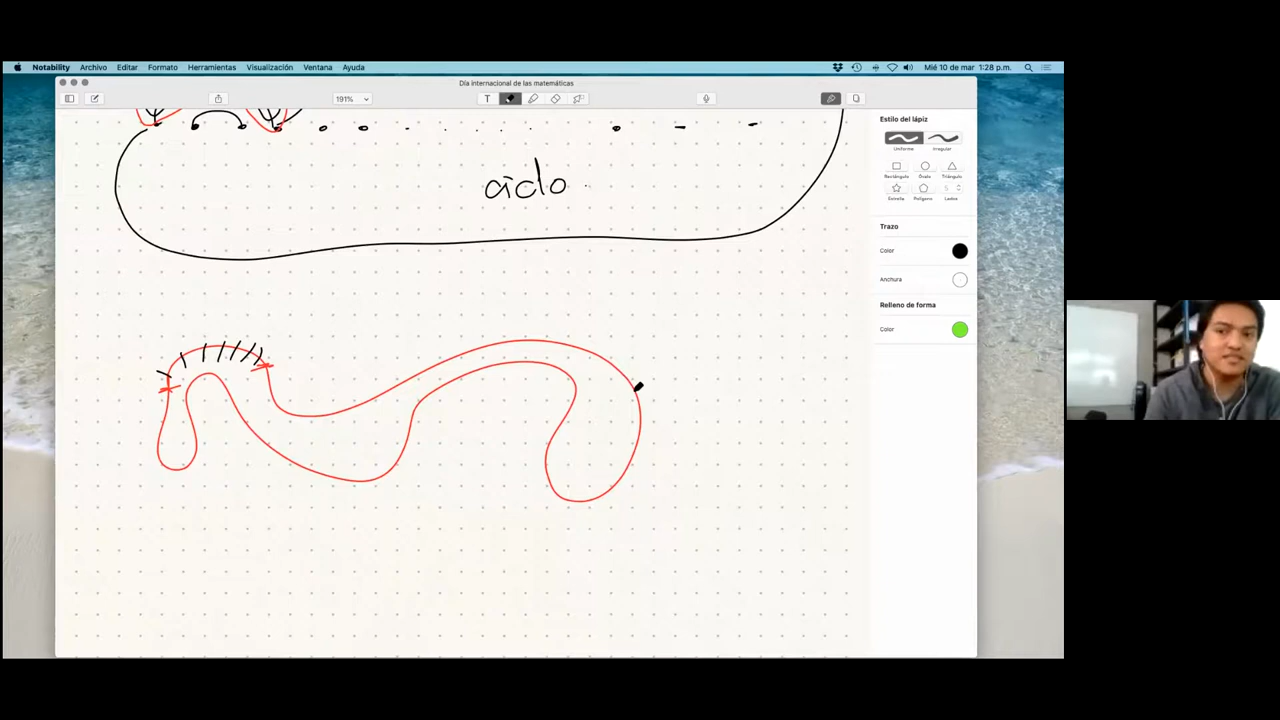 Notability Archivo Editar Formato Herramientas Visualización Ventana Ayuda Mié 10 de mar 1:28 p.m.
Día internacional de las matemáticas
191% T
Estilo del lápiz
Uniforme Irregular
Rectángulo Óvalo Triángulo
5
Estrella Polígono Lados
Trazo
Color
Anchura
Relleno de forma
Color
ciclo